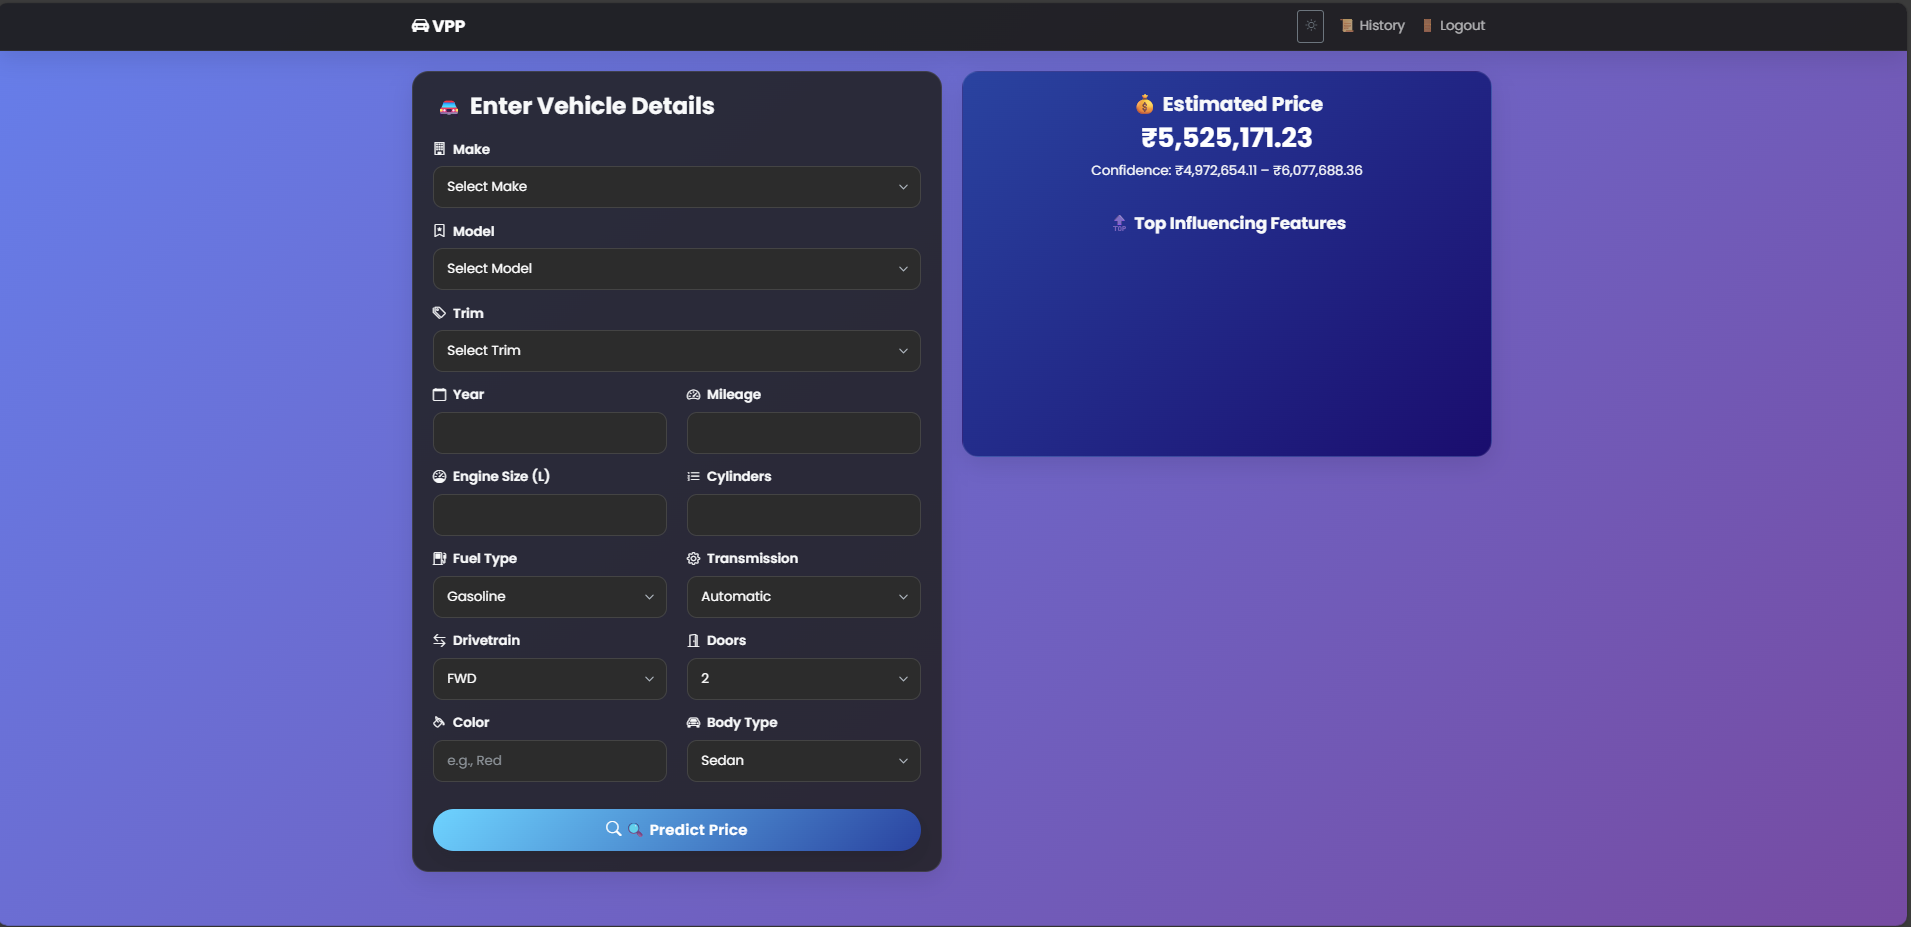 VPP
History
Logout
Enter Vehicle Details
Make
Select Make
Model
Select Model
Trim
Select Trim
Year
Mileage
Engine Size (L)
Cylinders
Fuel Type
Transmission
Gasoline
Automatic
Drivetrain
Doors
FWD
2
Color
Body Type
e.g., Red
Sedan
Predict Price
Estimated Price
₹5,525,171.23
Confidence: ₹4,972,654.11 – ₹6,077,688.36
TOP Top Influencing Features